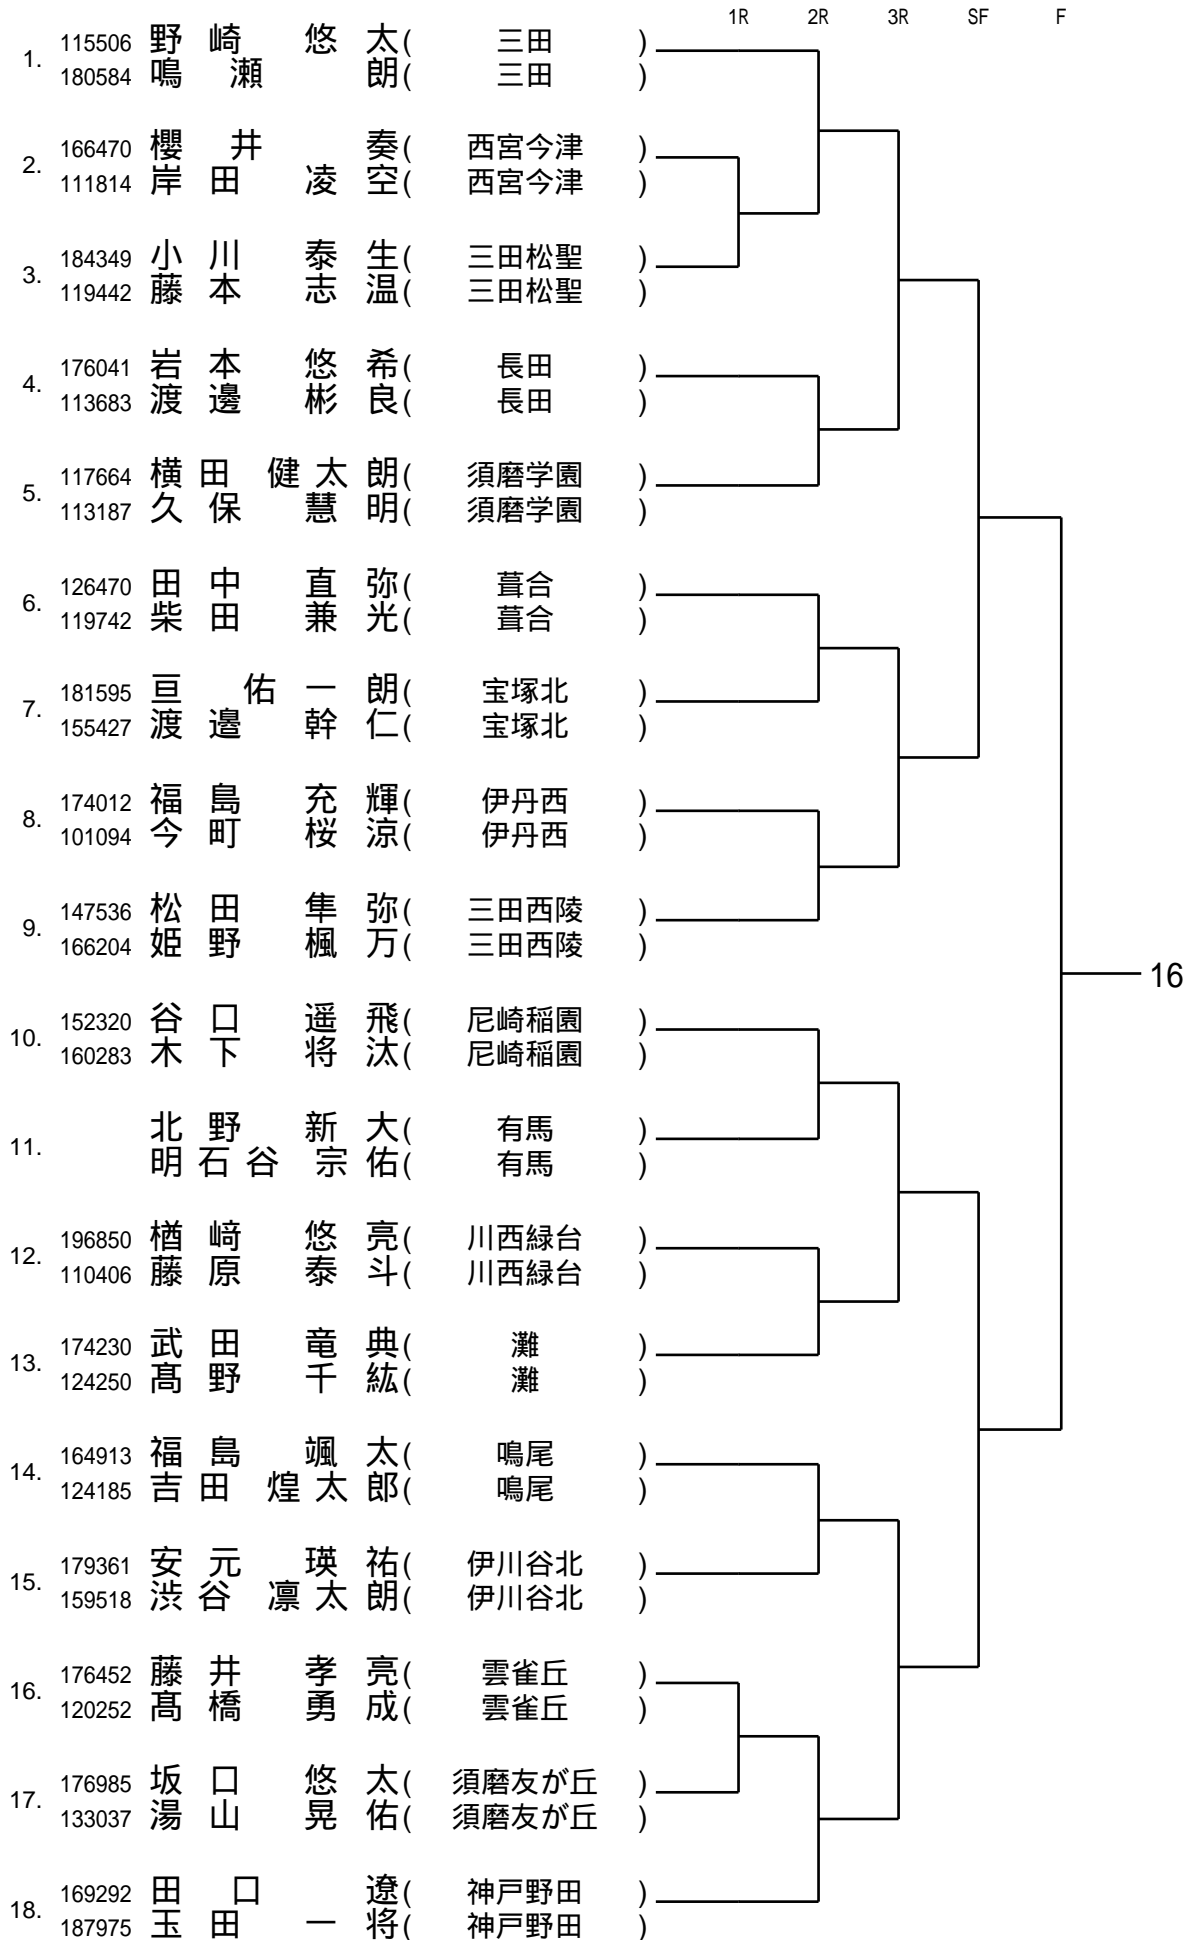 1R 2R 3R SF F
1. 115506 野崎 悠太( 三田 )
180584 鳴瀬 朗( 三田 )
2. 166470 櫻井 奏( 西宮今津 )
111814 岸田 凌空( 西宮今津 )
3. 184349 小川 泰生( 三田松聖 )
119442 藤本 志温( 三田松聖 )
4. 176041 岩本 悠希( 長田 )
113683 渡邊 彬良( 長田 )
5. 117664 横田 健太朗( 須磨学園 )
113187 久保 慧明( 須磨学園 )
6. 126470 田中 直弥( 葺合 )
119742 柴田 兼光( 葺合 )
7. 181595 亘 佑一朗( 宝塚北 )
155427 渡邉 幹仁( 宝塚北 )
8. 174012 福島 充輝( 伊丹西 )
101094 今町 桜涼( 伊丹西 )
9. 147536 松田 隼弥( 三田西陵 )
166204 姫野 楓万( 三田西陵 )
16
10. 152320 谷口 遥飛( 尼崎稲園 )
160283 木下 将汰( 尼崎稲園 )
11. 北野 新大( 有馬 )
明石谷 宗佑( 有馬 )
12. 196850 楢﨑 悠亮( 川西緑台 )
110406 藤原 泰斗( 川西緑台 )
13. 174230 武田 竜典( 灘 )
124250 髙野 千紘( 灘 )
14. 164913 福島 颯太( 鳴尾 )
124185 吉田 煌太郎( 鳴尾 )
15. 179361 安元 瑛祐( 伊川谷北 )
159518 渋谷 凛太朗( 伊川谷北 )
16. 176452 藤井 孝亮( 雲雀丘 )
120252 髙橋 勇成( 雲雀丘 )
17. 176985 坂口 悠太( 須磨友が丘 )
133037 湯山 晃佑( 須磨友が丘 )
18. 169292 田口 遼( 神戸野田 )
187975 玉田 一将( 神戸野田 )